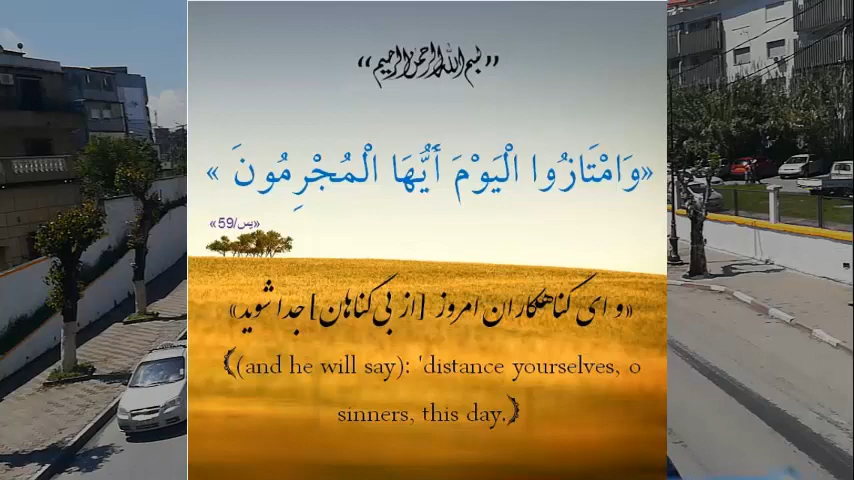 "بسم الله الرحمن الرحیم"
«وَامْتَازُوا الْيَوْمَ أَيُّهَا الْمُجْرِمُونَ »
«یس/59»
«و ای گناهکاران امروز [از بی گناهان] جدا شوید»
﴿(and he will say): 'distance yourselves, o
sinners, this day.﴾